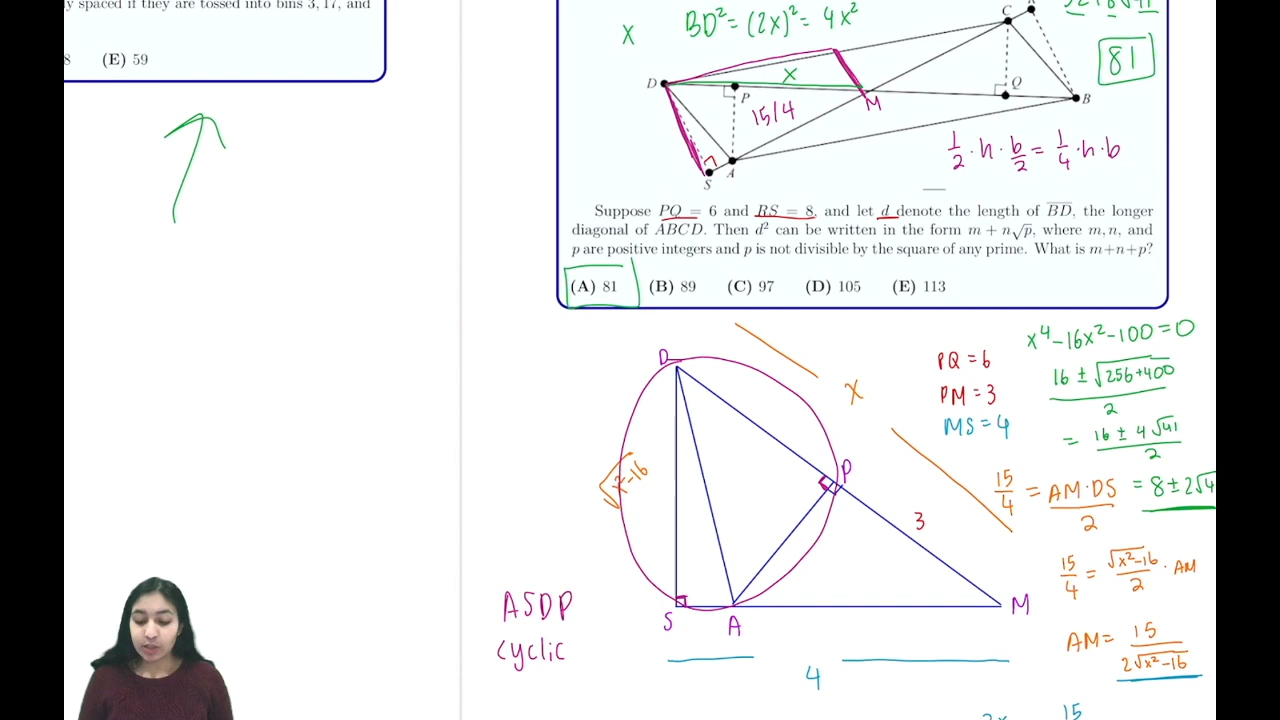 y spaced if they are tossed into bins 3, 17, and
8 (E) 59
X
BD² = (2x)² = 4x²
81
D
P
X
15/4
M
C
Q
B
S
A
1/2 · h · b/2 = 1/4 · h · b
Suppose PQ = 6 and RS = 8, and let d denote the length of BD, the longer
diagonal of ABCD. Then d² can be written in the form m + n√p, where m, n, and
p are positive integers and p is not divisible by the square of any prime. What is m+n+p?
(A) 81 (B) 89 (C) 97 (D) 105 (E) 113
x⁴ - 16x² - 100 = 0
PQ = 6
PM = 3
MS = 4
16 ± √256+400 / 2
= 16 ± 4√41 / 2
= 8 ± 2√4
15/4 = AM·DS / 2
15/4 = √x²-16 / 2 · AM
AM = 15 / 2√x²-16
D
X
√x²-16
P
3
S
A
M
4
ASDP
cyclic
15